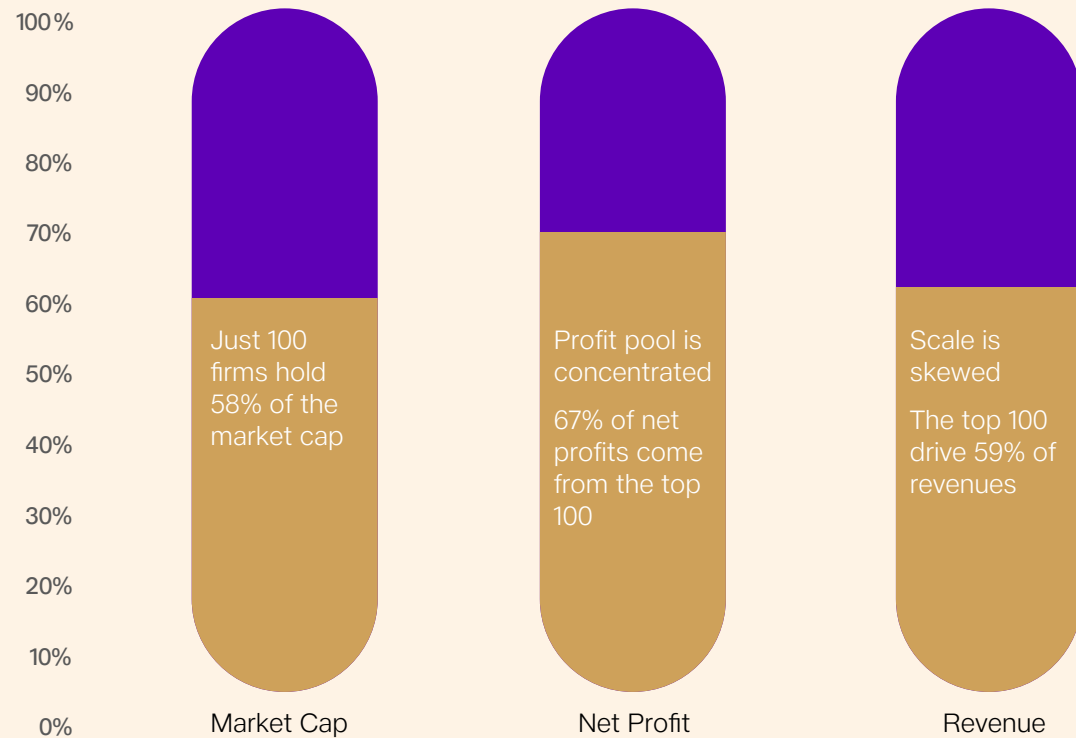 100%
90%
80%
70%
60%
50%
40%
30%
20%
10%
0%
Just 100
firms hold
58% of the
market cap
Profit pool is
concentrated
67% of net
profits come
from the top
100
Scale is
skewed
The top 100
drive 59% of
revenues
Market Cap
Net Profit
Revenue